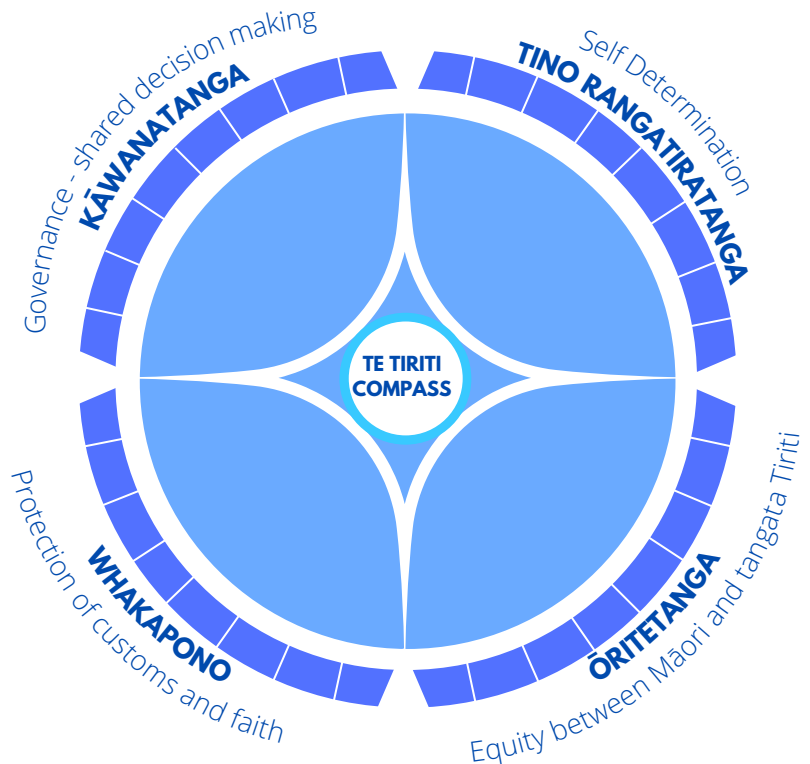 Governance - shared decision making
KĀWANATANGA
Self Determination
TINO RANGATIRATANGA
TE TIRITI
COMPASS
WHAKAPONO
Protection of customs and faith
ŌRITETANGA
Equity between Māori and tangata Tiriti